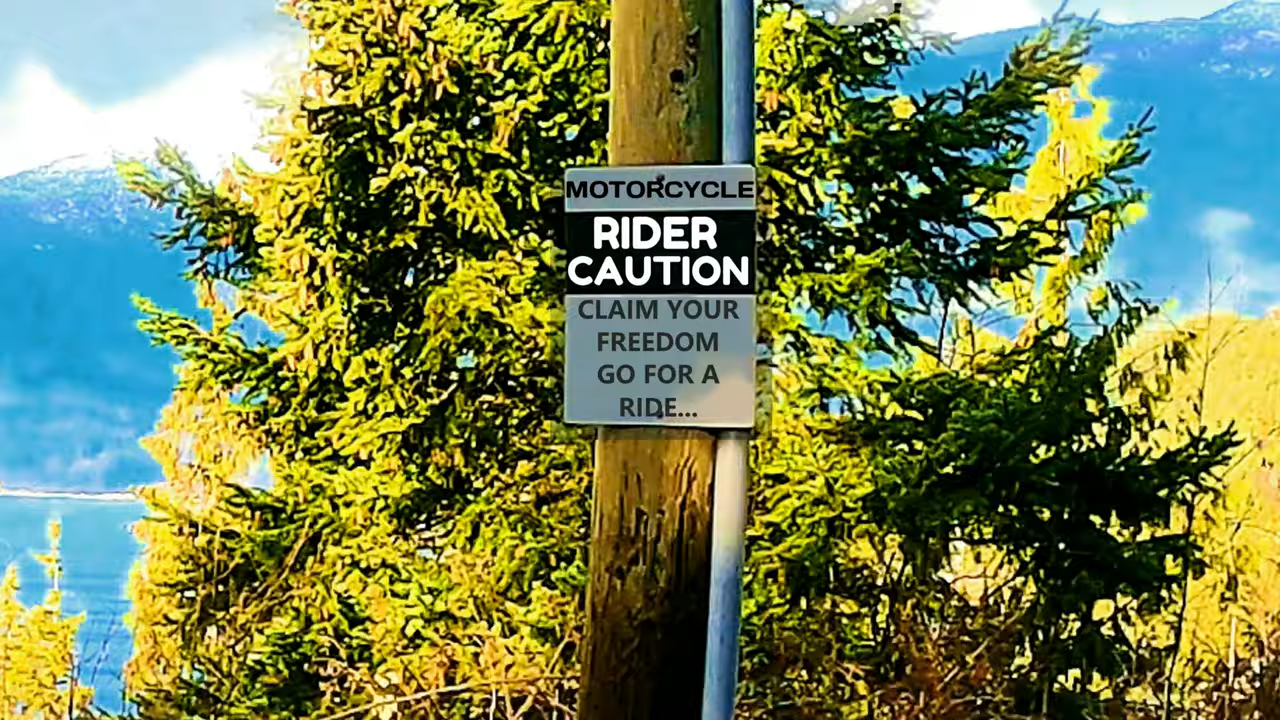 MOTORCYCLE
RIDER
CAUTION
CLAIM YOUR
FREEDOM
GO FOR A
RIDE...